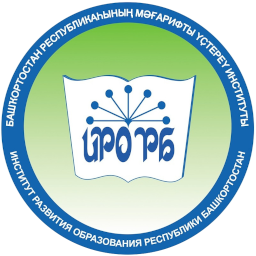 БАШҠОРТОСТАН РЕСПУБЛИКАҺЫНЫҢ МӘҒАРИФТЫ ҮҪТЕРЕҮ ИНСТИТУТЫ
ИРО РБ
ИНСТИТУТ РАЗВИТИЯ ОБРАЗОВАНИЯ РЕСПУБЛИКИ БАШКОРТОСТАН